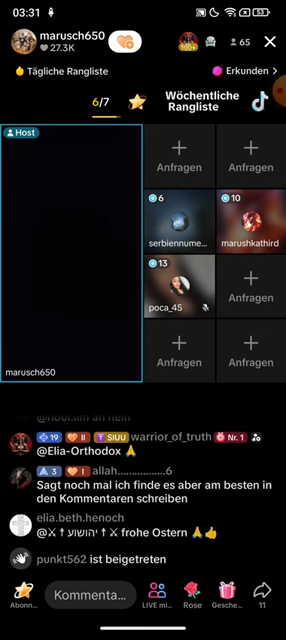 03:31
53
marusch650
27.3K
100+
65
Tägliche Rangliste
Erkunden >
6/7
Wöchentliche
Rangliste
Host
Anfragen
Anfragen
6
serbiennume...
10
marushkathird
13
poca_45
Anfragen
Anfragen
Anfragen
marusch650
19 II SIUU warrior_of_truth Nr. 1
@Elia-Orthodox 🙏
3 I allah................6
Sagt noch mal ich finde es aber am besten in
den Kommentaren schreiben
elia.beth.henoch
@⚔ † יהושוע † ⚔ frohe Ostern 🙏👍
punkt562 ist beigetreten
Abonn...
Kommenta...
LIVE mi...
Rose
Gesche...
11